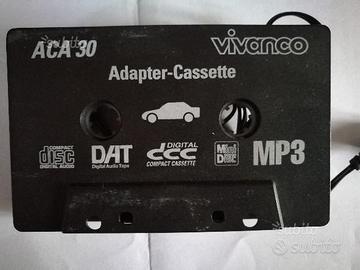 ACA 30 vivanco
Adapter-Cassette
COMPACT disc DIGITAL AUDIO
DAT Digital Audio Tape
DIGITAL dcc COMPACT CASSETTE
Mini Disc
MP3
subito
subito
subito